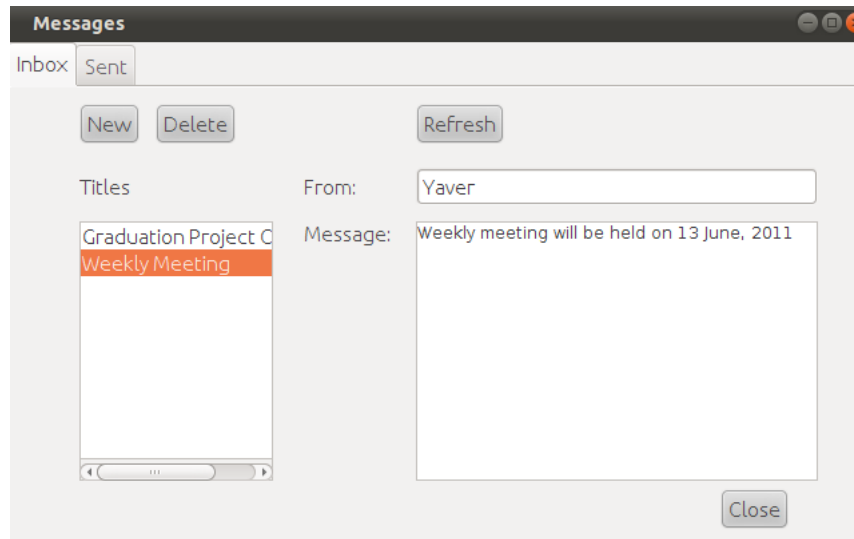 Messages
Inbox Sent
New Delete Refresh
Titles From: Yaver
Graduation Project Message: Weekly meeting will be held on 13 June, 2011
Weekly Meeting
Close